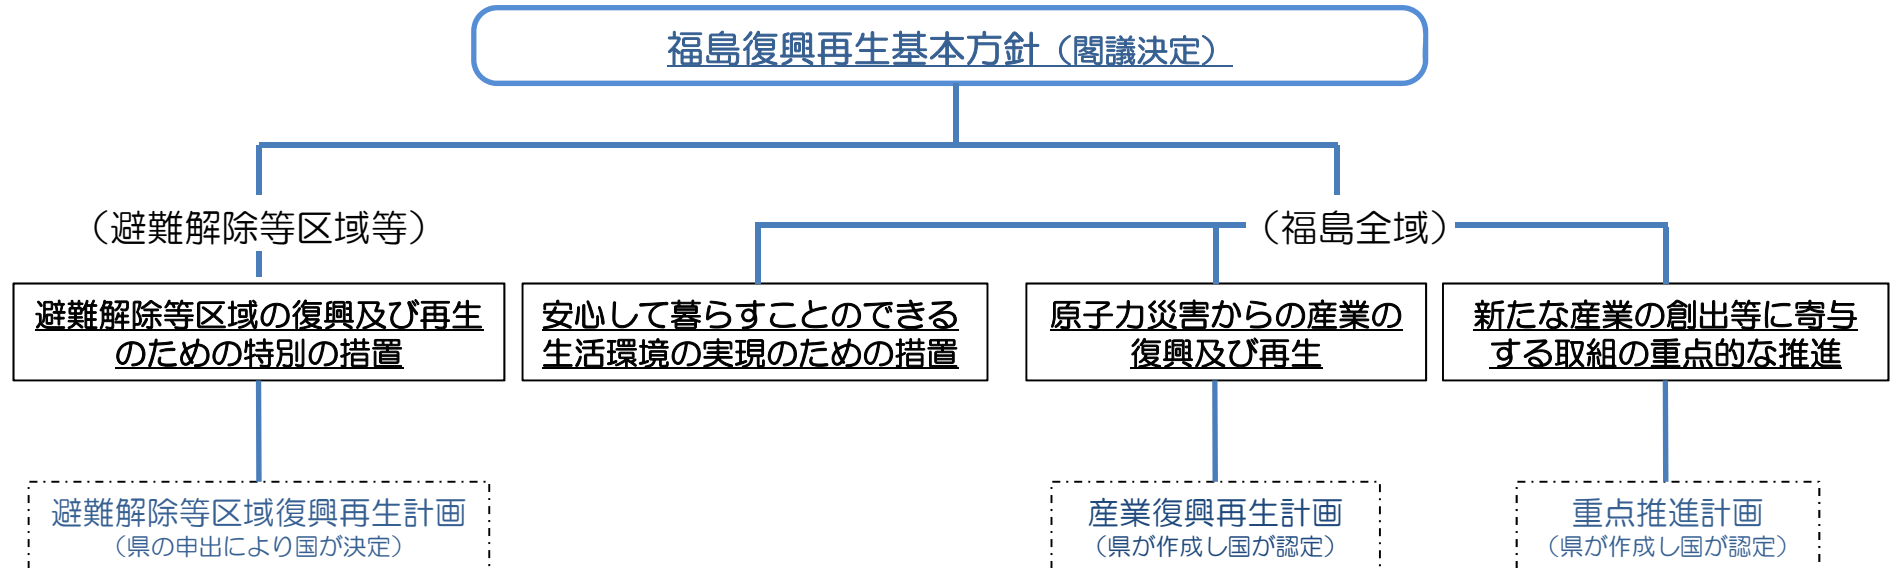 福島復興再生基本方針（閣議決定）
（避難解除等区域等）
（福島全域）
避難解除等区域の復興及び再生
のための特別の措置
安心して暮らすことのできる
生活環境の実現のための措置
原子力災害からの産業の
復興及び再生
新たな産業の創出等に寄与
する取組の重点的な推進
避難解除等区域復興再生計画
（県の申出により国が決定）
産業復興再生計画
（県が作成し国が認定）
重点推進計画
（県が作成し国が認定）